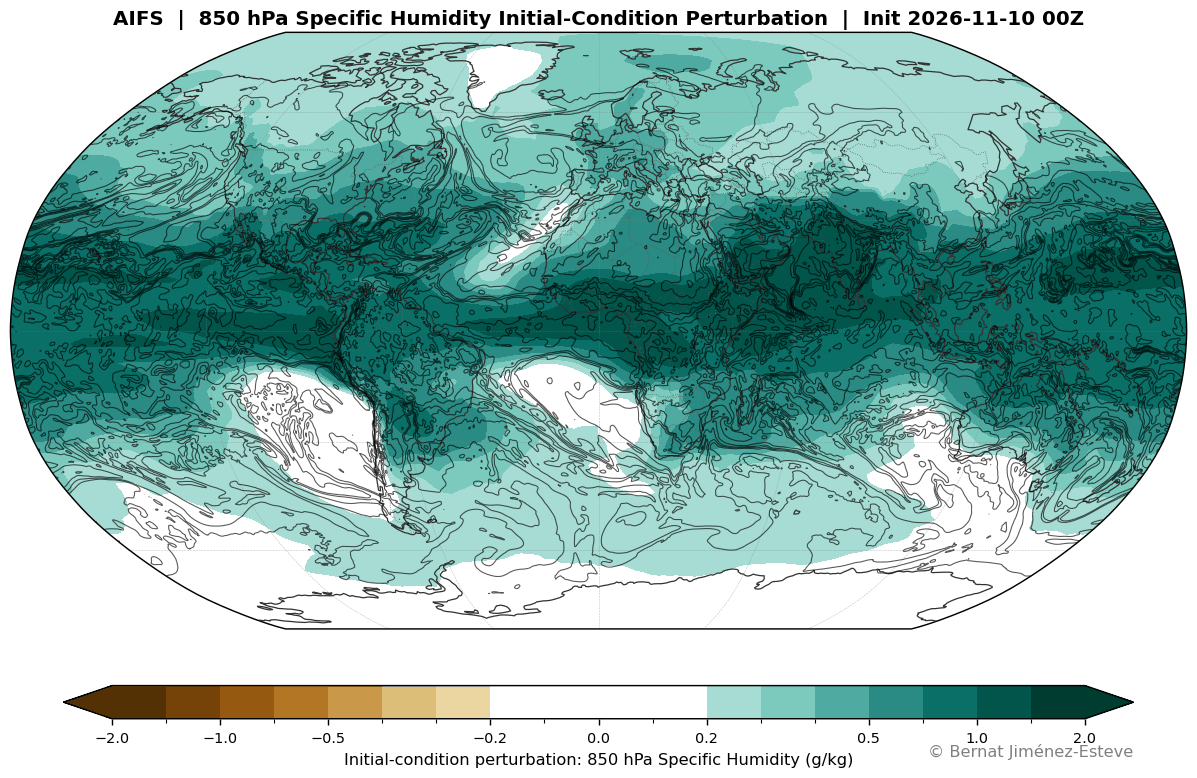 AIFS | 850 hPa Specific Humidity Initial-Condition Perturbation | Init 2026-11-10 00Z
−2.0 −1.0 −0.5 −0.2 0.0 0.2 0.5 1.0 2.0
Initial-condition perturbation: 850 hPa Specific Humidity (g/kg)
© Bernat Jiménez-Esteve